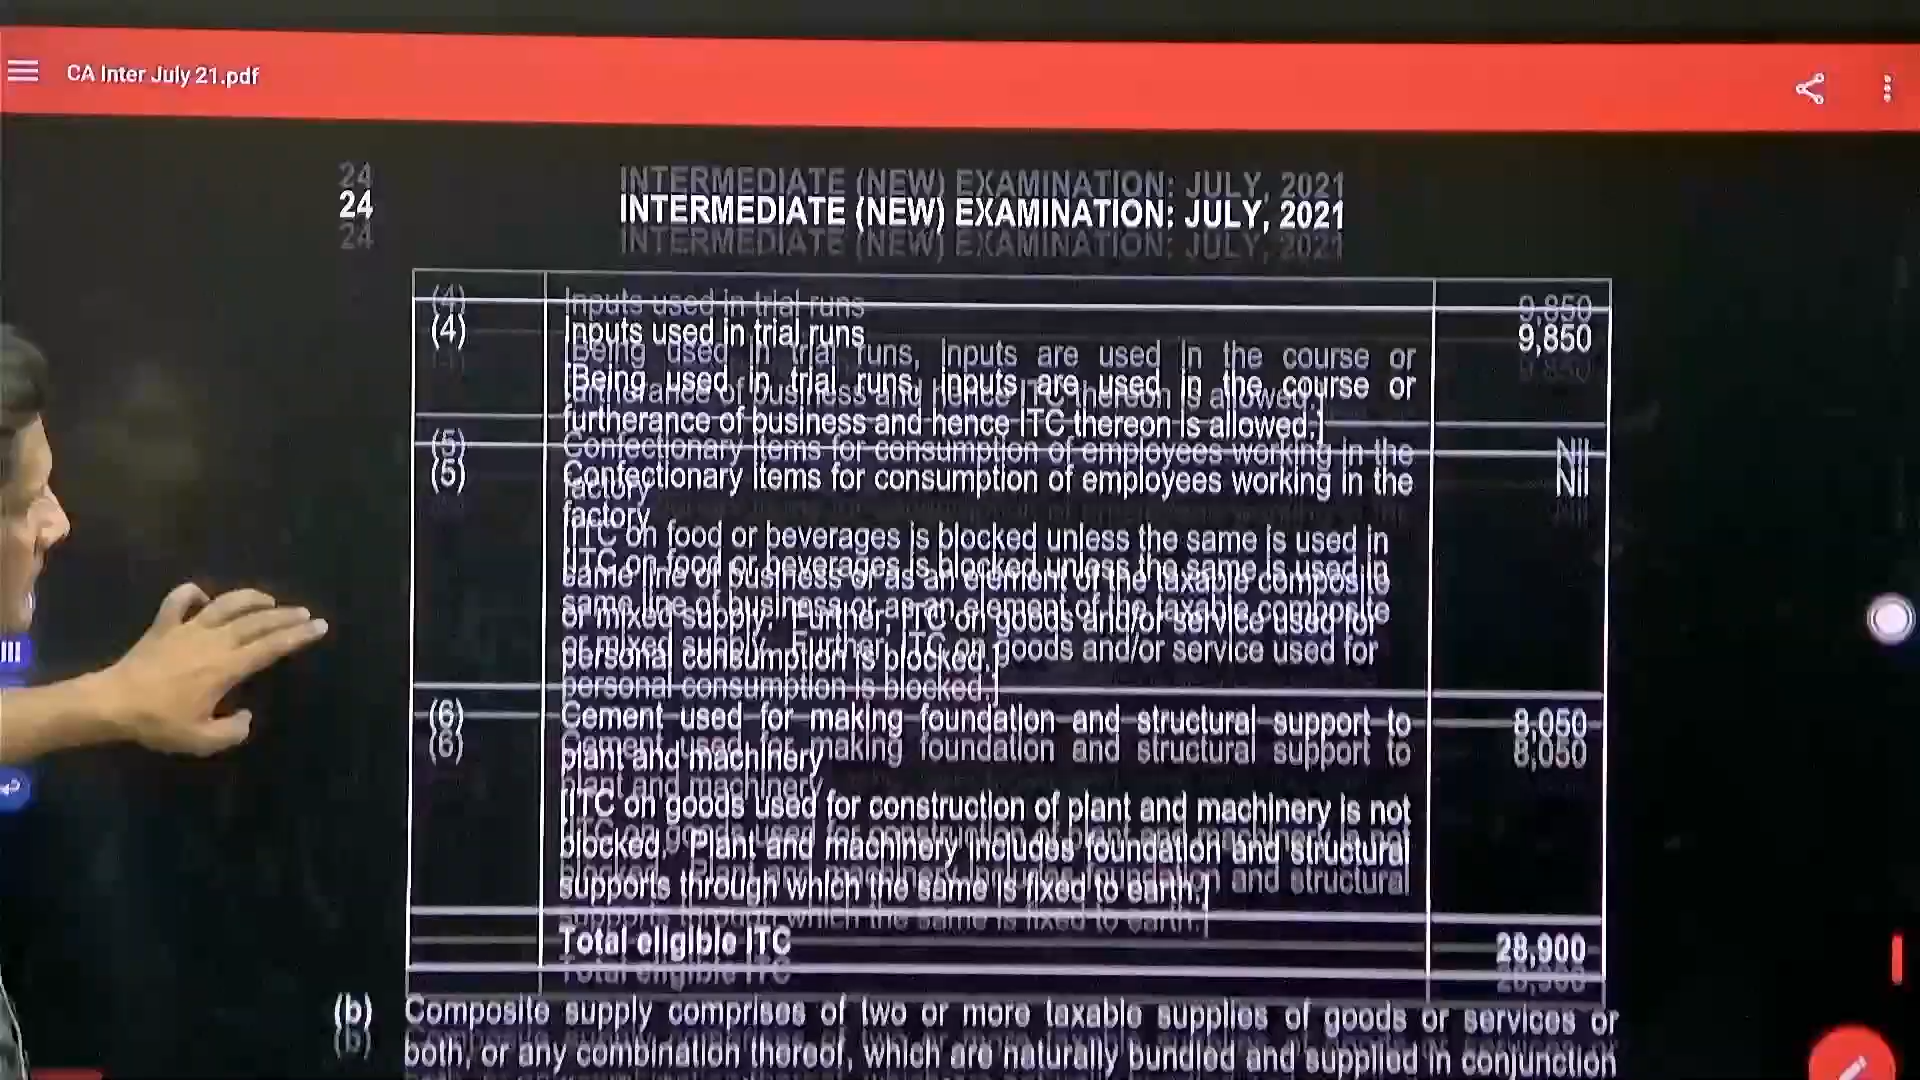 CA Inter July 21.pdf
24 INTERMEDIATE (NEW) EXAMINATION: JULY, 2021
(4) Inputs used in trial runs 9,850
[Being used in trial runs, inputs are used in the course or
furtherance of business and hence ITC thereon is allowed.]
(5) Confectionary items for consumption of employees working in the Nil
factory
[ITC on food or beverages is blocked unless the same is used in
same line of business or as an element of the taxable composite
or mixed supply. Further, ITC on goods and/or service used for
personal consumption is blocked.]
(6) Cement used for making foundation and structural support to 8,050
plant and machinery
[ITC on goods used for construction of plant and machinery is not
blocked. Plant and machinery includes foundation and structural
supports through which the same is fixed to earth.]
Total eligible ITC 28,900
(b) Composite supply comprises of two or more taxable supplies of goods or services or
both, or any combination thereof, which are naturally bundled and supplied in conjunction